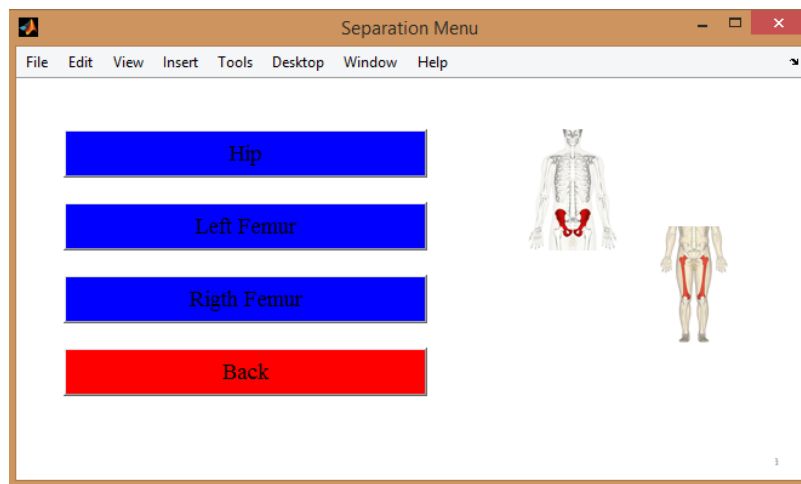 Separation Menu
File Edit View Insert Tools Desktop Window Help
Hip
Left Femur
Rigth Femur
Back